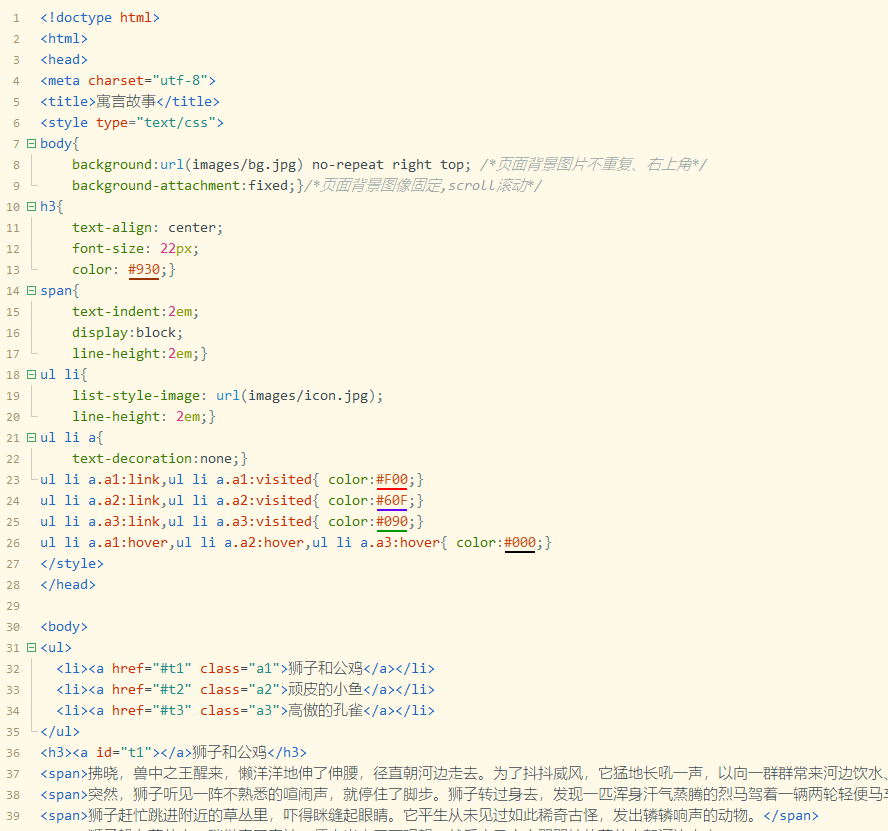 1 <!doctype html>
2 <html>
3 <head>
4 <meta charset="utf-8">
5 <title>寓言故事</title>
6 <style type="text/css">
7 body{
8 background:url(images/bg.jpg) no-repeat right top; /*页面背景图片不重复、右上角*/
9 background-attachment:fixed;}/*页面背景图像固定,scroll滚动*/
10 h3{
11 text-align: center;
12 font-size: 22px;
13 color: #930;}
14 span{
15 text-indent:2em;
16 display:block;
17 line-height:2em;}
18 ul li{
19 list-style-image: url(images/icon.jpg);
20 line-height: 2em;}
21 ul li a{
22 text-decoration:none;}
23 ul li a.a1:link,ul li a.a1:visited{ color:#F00;}
24 ul li a.a2:link,ul li a.a2:visited{ color:#60F;}
25 ul li a.a3:link,ul li a.a3:visited{ color:#090;}
26 ul li a.a1:hover,ul li a.a2:hover,ul li a.a3:hover{ color:#000;}
27 </style>
28 </head>
29
30 <body>
31 <ul>
32 <li><a href="#t1" class="a1">狮子和公鸡</a></li>
33 <li><a href="#t2" class="a2">顽皮的小鱼</a></li>
34 <li><a href="#t3" class="a3">高傲的孔雀</a></li>
35 </ul>
36 <h3><a id="t1"></a>狮子和公鸡</h3>
37 <span>拂晓，兽中之王醒来，懒洋洋地伸了伸腰，径直朝河边走去。为了抖抖威风，它猛地长吼一声，以向一群群常来河边饮水、
38 <span>突然，狮子听见一阵不熟悉的喧闹声，就停住了脚步。狮子转过身去，发现一匹浑身汗气蒸腾的烈马驾着一辆两轮轻便马车
39 <span>狮子赶忙跳进附近的草丛里，吓得眯缝起眼睛。它平生从未见过如此稀奇古怪，发出辚辚响声的动物。</span>